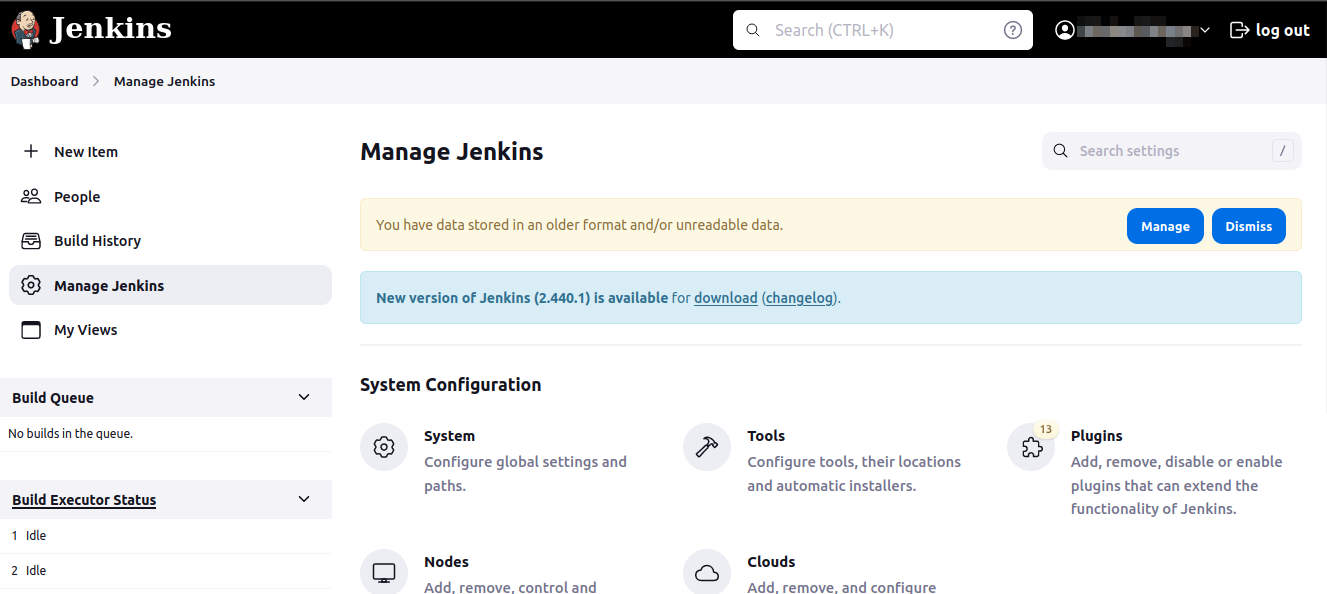 Jenkins
Search (CTRL+K)
?
log out
Dashboard > Manage Jenkins
New Item
People
Build History
Manage Jenkins
My Views
Build Queue
No builds in the queue.
Build Executor Status
1 Idle
2 Idle
Manage Jenkins
Search settings
/
You have data stored in an older format and/or unreadable data.
Manage
Dismiss
New version of Jenkins (2.440.1) is available for download (changelog).
System Configuration
System
Configure global settings and
paths.
Tools
Configure tools, their locations
and automatic installers.
13
Plugins
Add, remove, disable or enable
plugins that can extend the
functionality of Jenkins.
Nodes
Add, remove, control and
Clouds
Add, remove, and configure